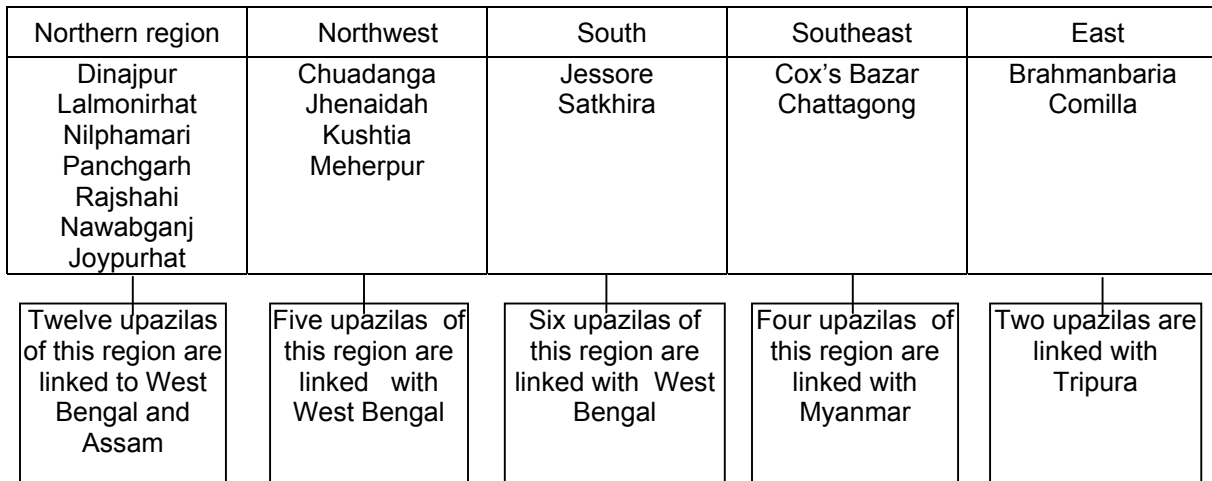 Northern region
Northwest
South
Southeast
East
Dinajpur
Lalmonirhat
Nilphamari
Panchgarh
Rajshahi
Nawabganj
Joypurhat
Chuadanga
Jhenaidah
Kushtia
Meherpur
Jessore
Satkhira
Cox's Bazar
Chattagong
Brahmanbaria
Comilla
Twelve upazilas
of this region are
linked to West
Bengal and
Assam
Five upazilas of
this region are
linked with
West Bengal
Six upazilas of
this region are
linked with West
Bengal
Four upazilas of
this region are
linked with
Myanmar
Two upazilas are
linked with
Tripura